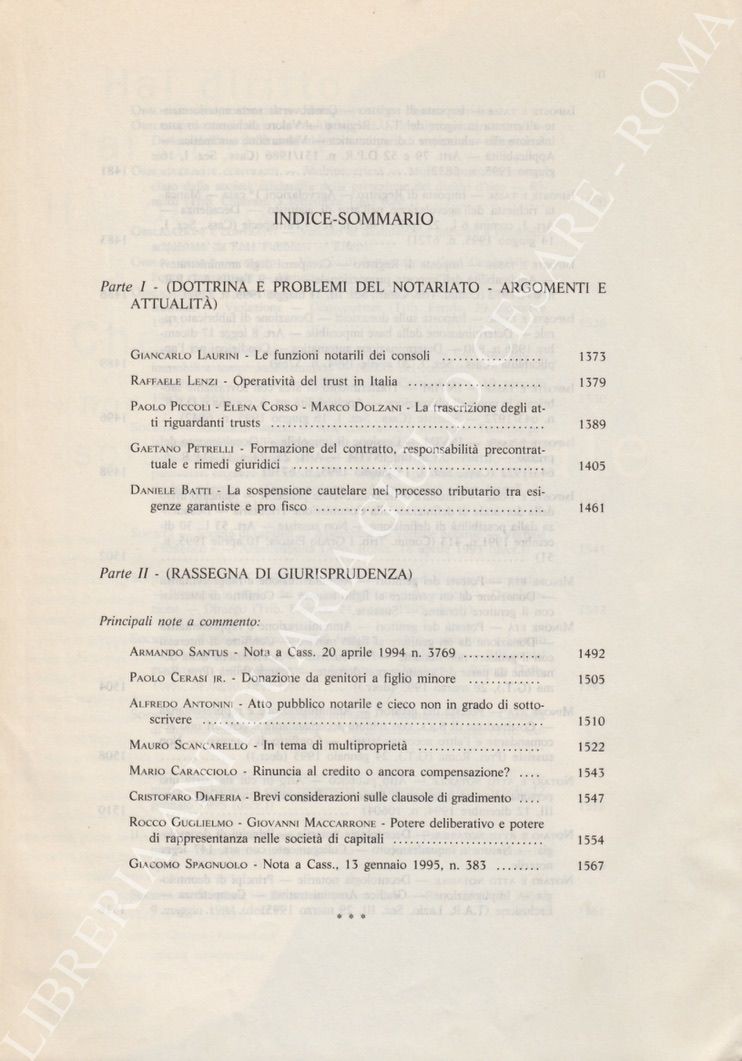 INDICE-SOMMARIO
Parte I - (DOTTRINA E PROBLEMI DEL NOTARIATO - ARGOMENTI E
ATTUALITÀ)
GIANCARLO LAURINI - Le funzioni notarili dei consoli ................. 1373
RAFFAELE LENZI - Operatività del trust in Italia ....................... 1379
PAOLO PICCOLI - ELENA CORSO - MARCO DOLZANI - La trascrizione degli at-
ti riguardanti trusts ............................................... 1389
GAETANO PETRELLI - Formazione del contratto, responsabilità precontrat-
tuale e rimedi giuridici ........................................... 1405
DANIELE BATTI - La sospensione cautelare nel processo tributario tra esi-
genze garantiste e pro fisco ....................................... 1461
Parte II - (RASSEGNA DI GIURISPRUDENZA)
Principali note a commento:
ARMANDO SANTUS - Nota a Cass. 20 aprile 1994 n. 3769 .............. 1492
PAOLO CERASI JR. - Donazione da genitori a figlio minore ............ 1505
ALFREDO ANTONINI - Atto pubblico notarile e cieco non in grado di sotto-
scrivere .......................................................... 1510
MAURO SCANCARELLO - In tema di multiproprietà ..................... 1522
MARIO CARACCIOLO - Rinuncia al credito o ancora compensazione? .... 1543
CRISTOFARO DIAFERIA - Brevi considerazioni sulle clausole di gradimento .... 1547
ROCCO GUGLIELMO - GIOVANNI MACCARRONE - Potere deliberativo e potere
di rappresentanza nelle società di capitali .......................... 1554
GIACOMO SPAGNUOLO - Nota a Cass., 13 gennaio 1995, n. 383 ........ 1567
* * *
LIBRERIA ANTIQUARIA GIULIO CESARE - ROMA